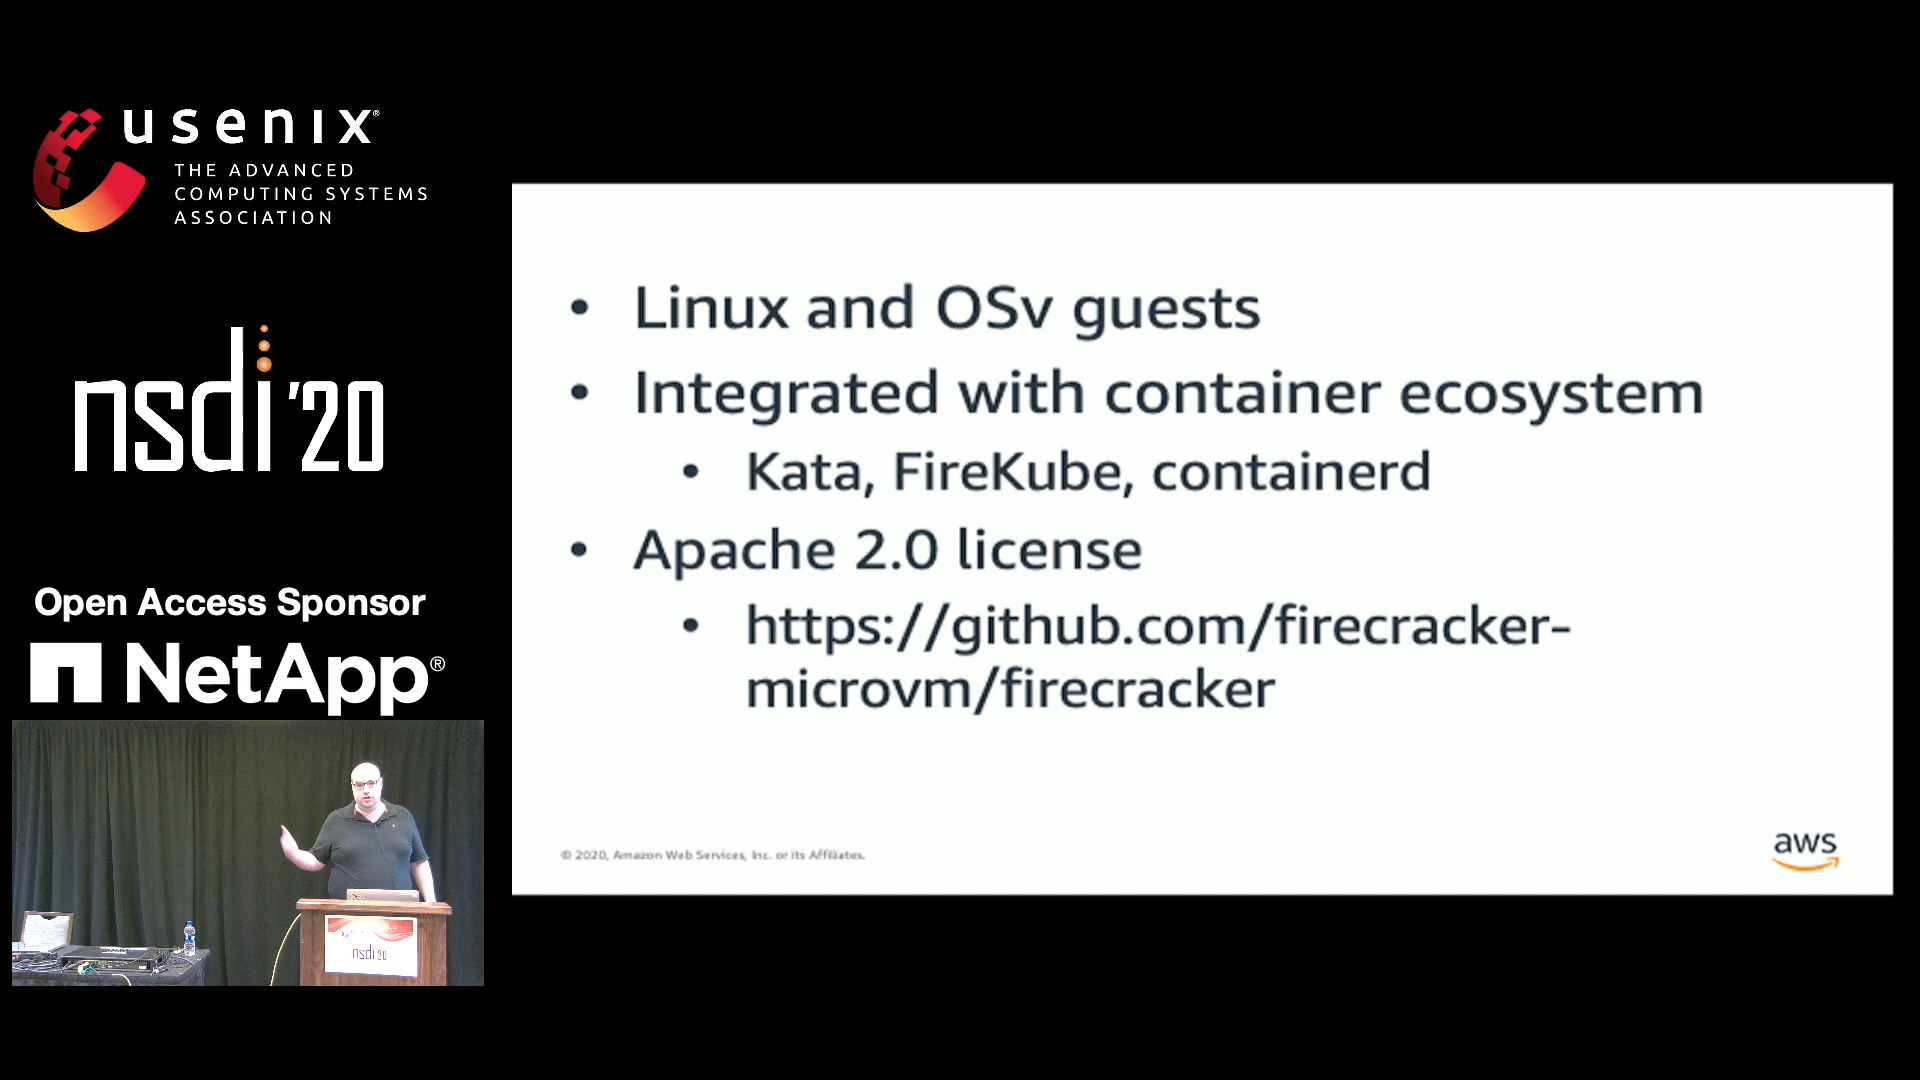 usenix®
THE ADVANCED
COMPUTING SYSTEMS
ASSOCIATION
nsdi '20
Open Access Sponsor
NetApp®
nsdi 20
• Linux and OSv guests
• Integrated with container ecosystem
• Kata, FireKube, containerd
• Apache 2.0 license
• https://github.com/firecracker-
microvm/firecracker
© 2020, Amazon Web Services, Inc. or its Affiliates.
aws